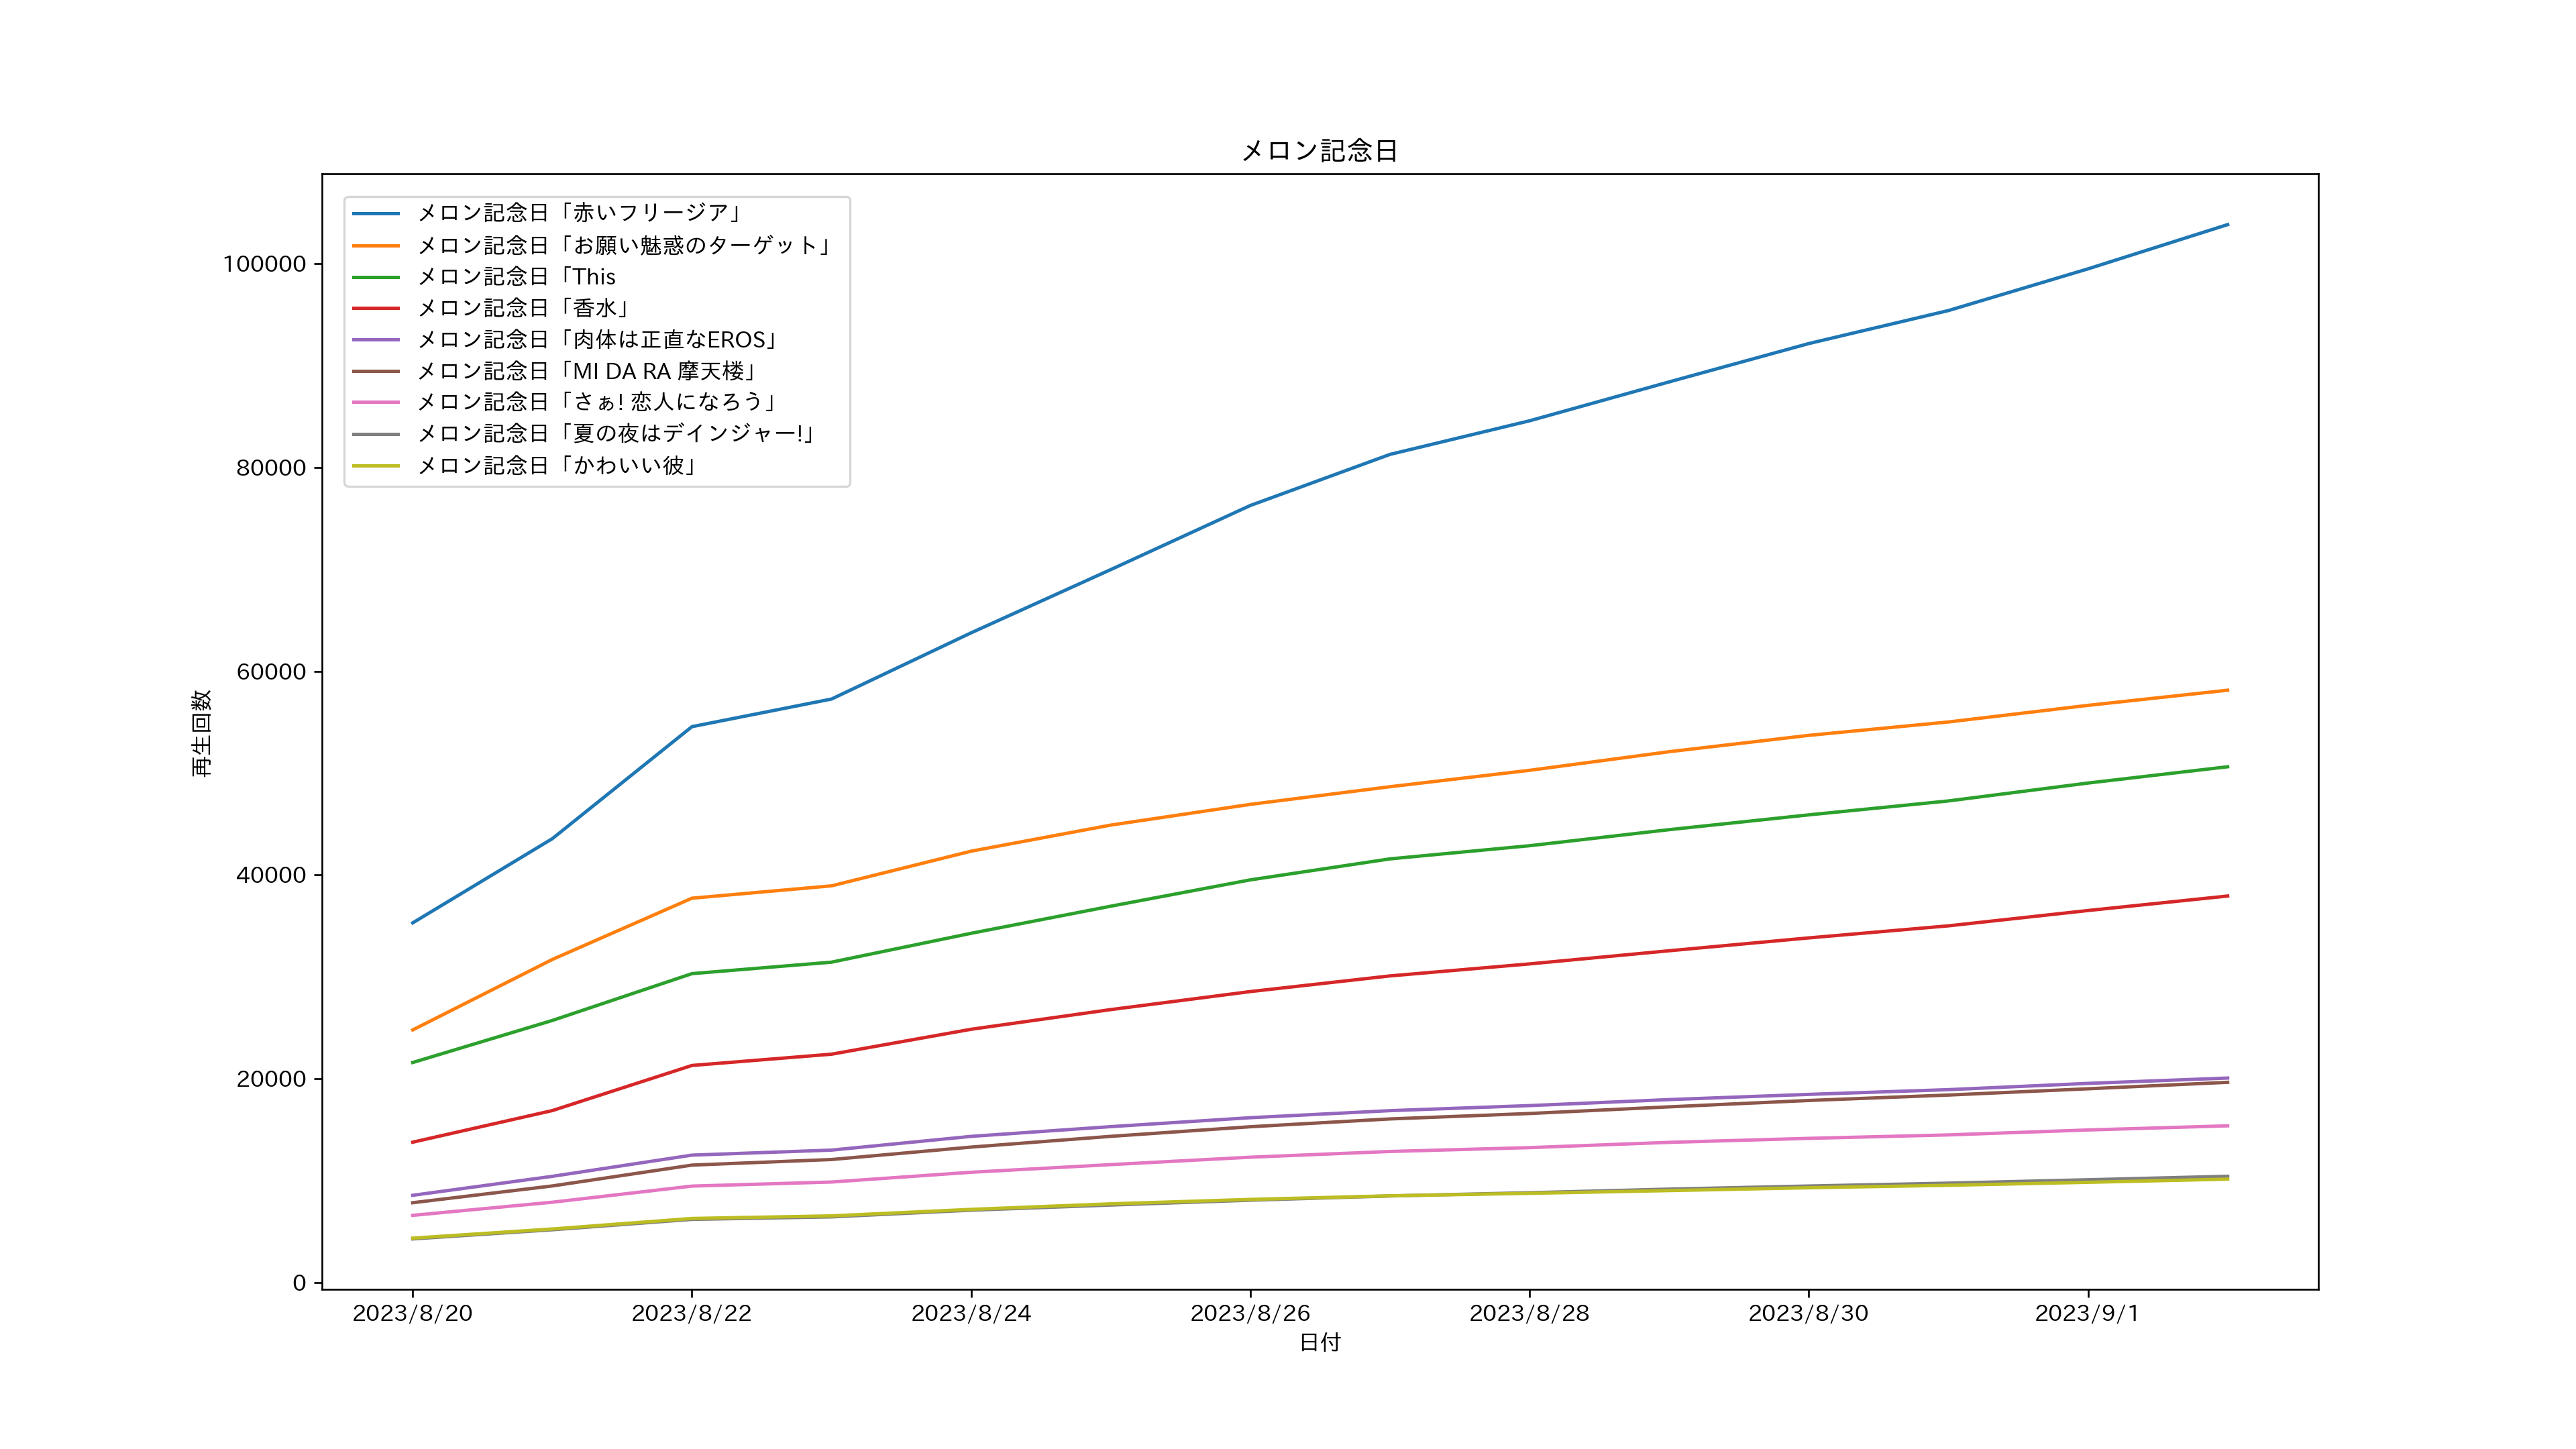 メロン記念日
メロン記念日「赤いフリージア」
メロン記念日「お願い魅惑のターゲット」
メロン記念日「This
メロン記念日「香水」
メロン記念日「肉体は正直なEROS」
メロン記念日「MI DA RA 摩天楼」
メロン記念日「さぁ! 恋人になろう」
メロン記念日「夏の夜はデインジャー!」
メロン記念日「かわいい彼」
100000
80000
60000
40000
20000
0
再生回数
2023/8/20 2023/8/22 2023/8/24 2023/8/26 2023/8/28 2023/8/30 2023/9/1
日付